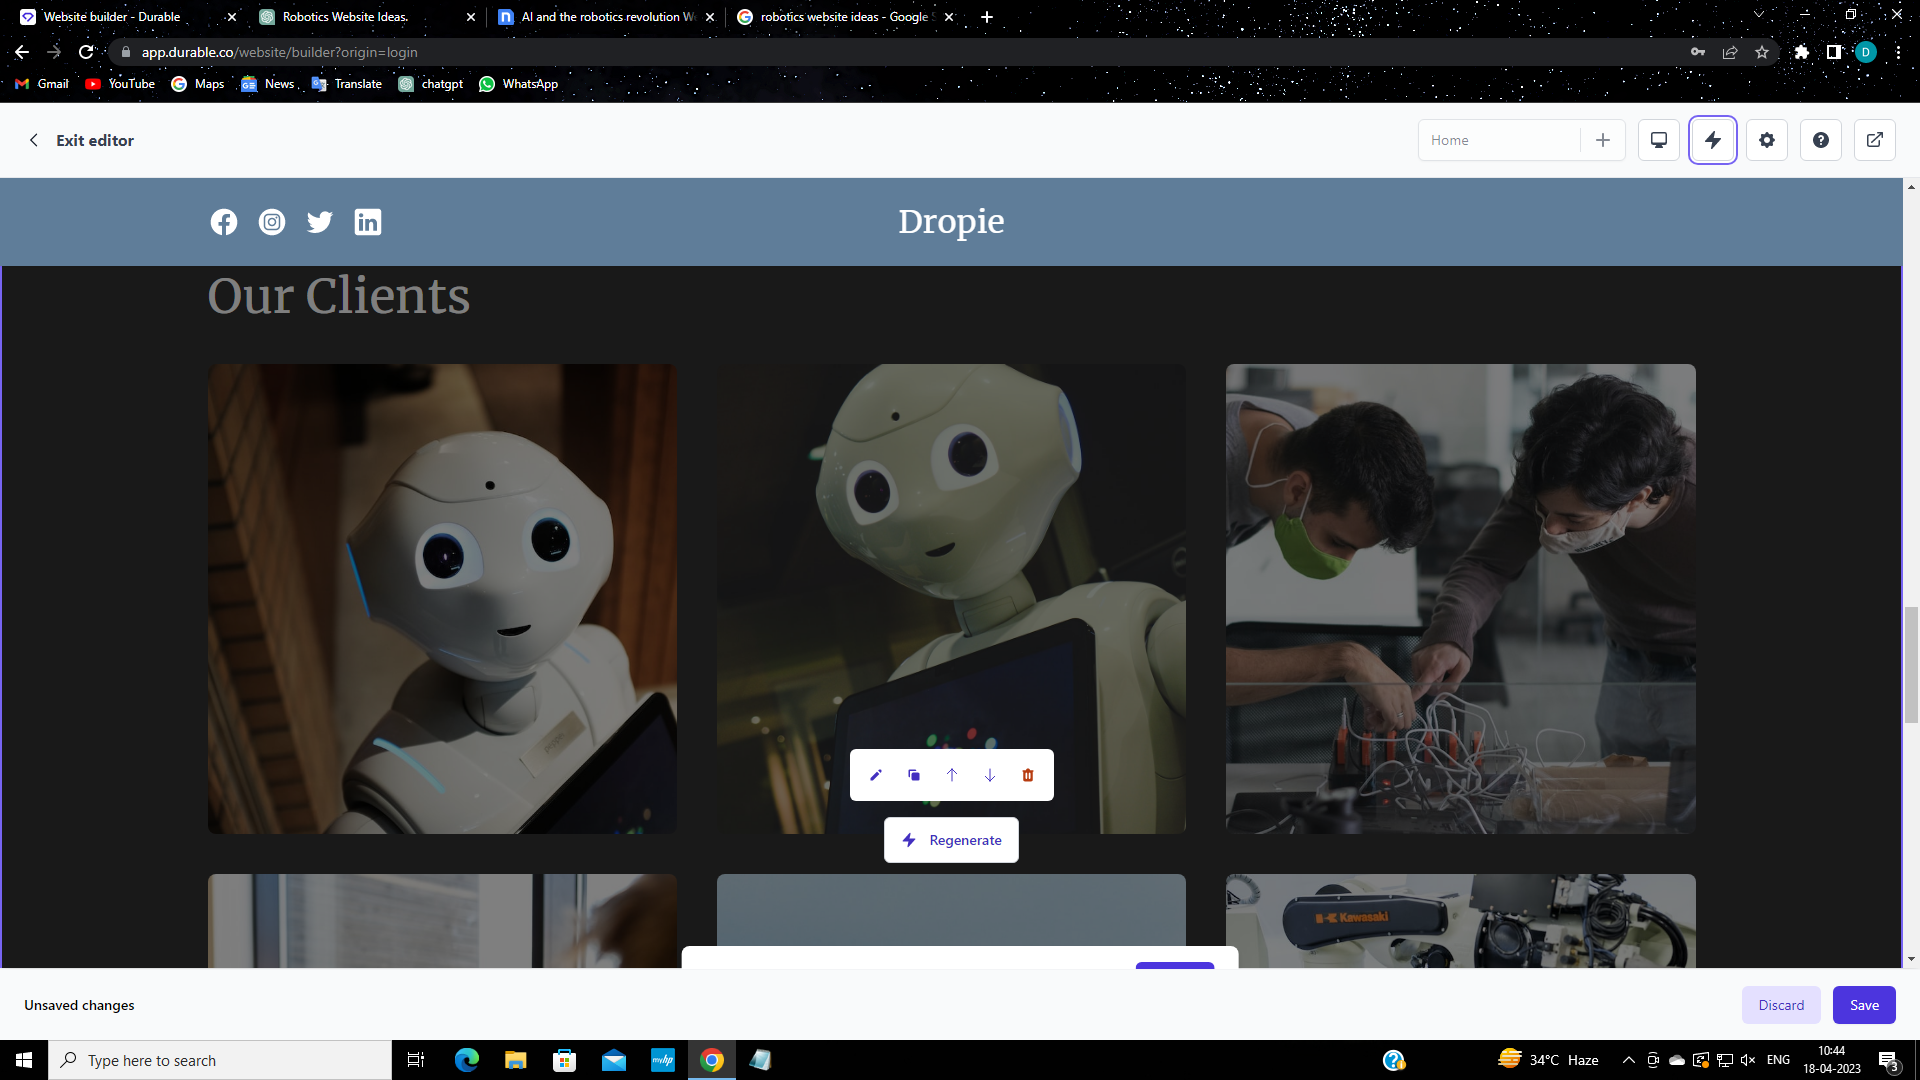 Website builder - Durable
Robotics Website Ideas.
AI and the robotics revolution W
robotics website ideas - Google S
app.durable.co/website/builder?origin=login
D
Gmail
YouTube
Maps
News
Translate
chatgpt
WhatsApp
Exit editor
Home
Dropie
Our Clients
Regenerate
Kawasaki
Unsaved changes
Discard
Save
Type here to search
34°C Haze
ENG
10:44
18-04-2023
3